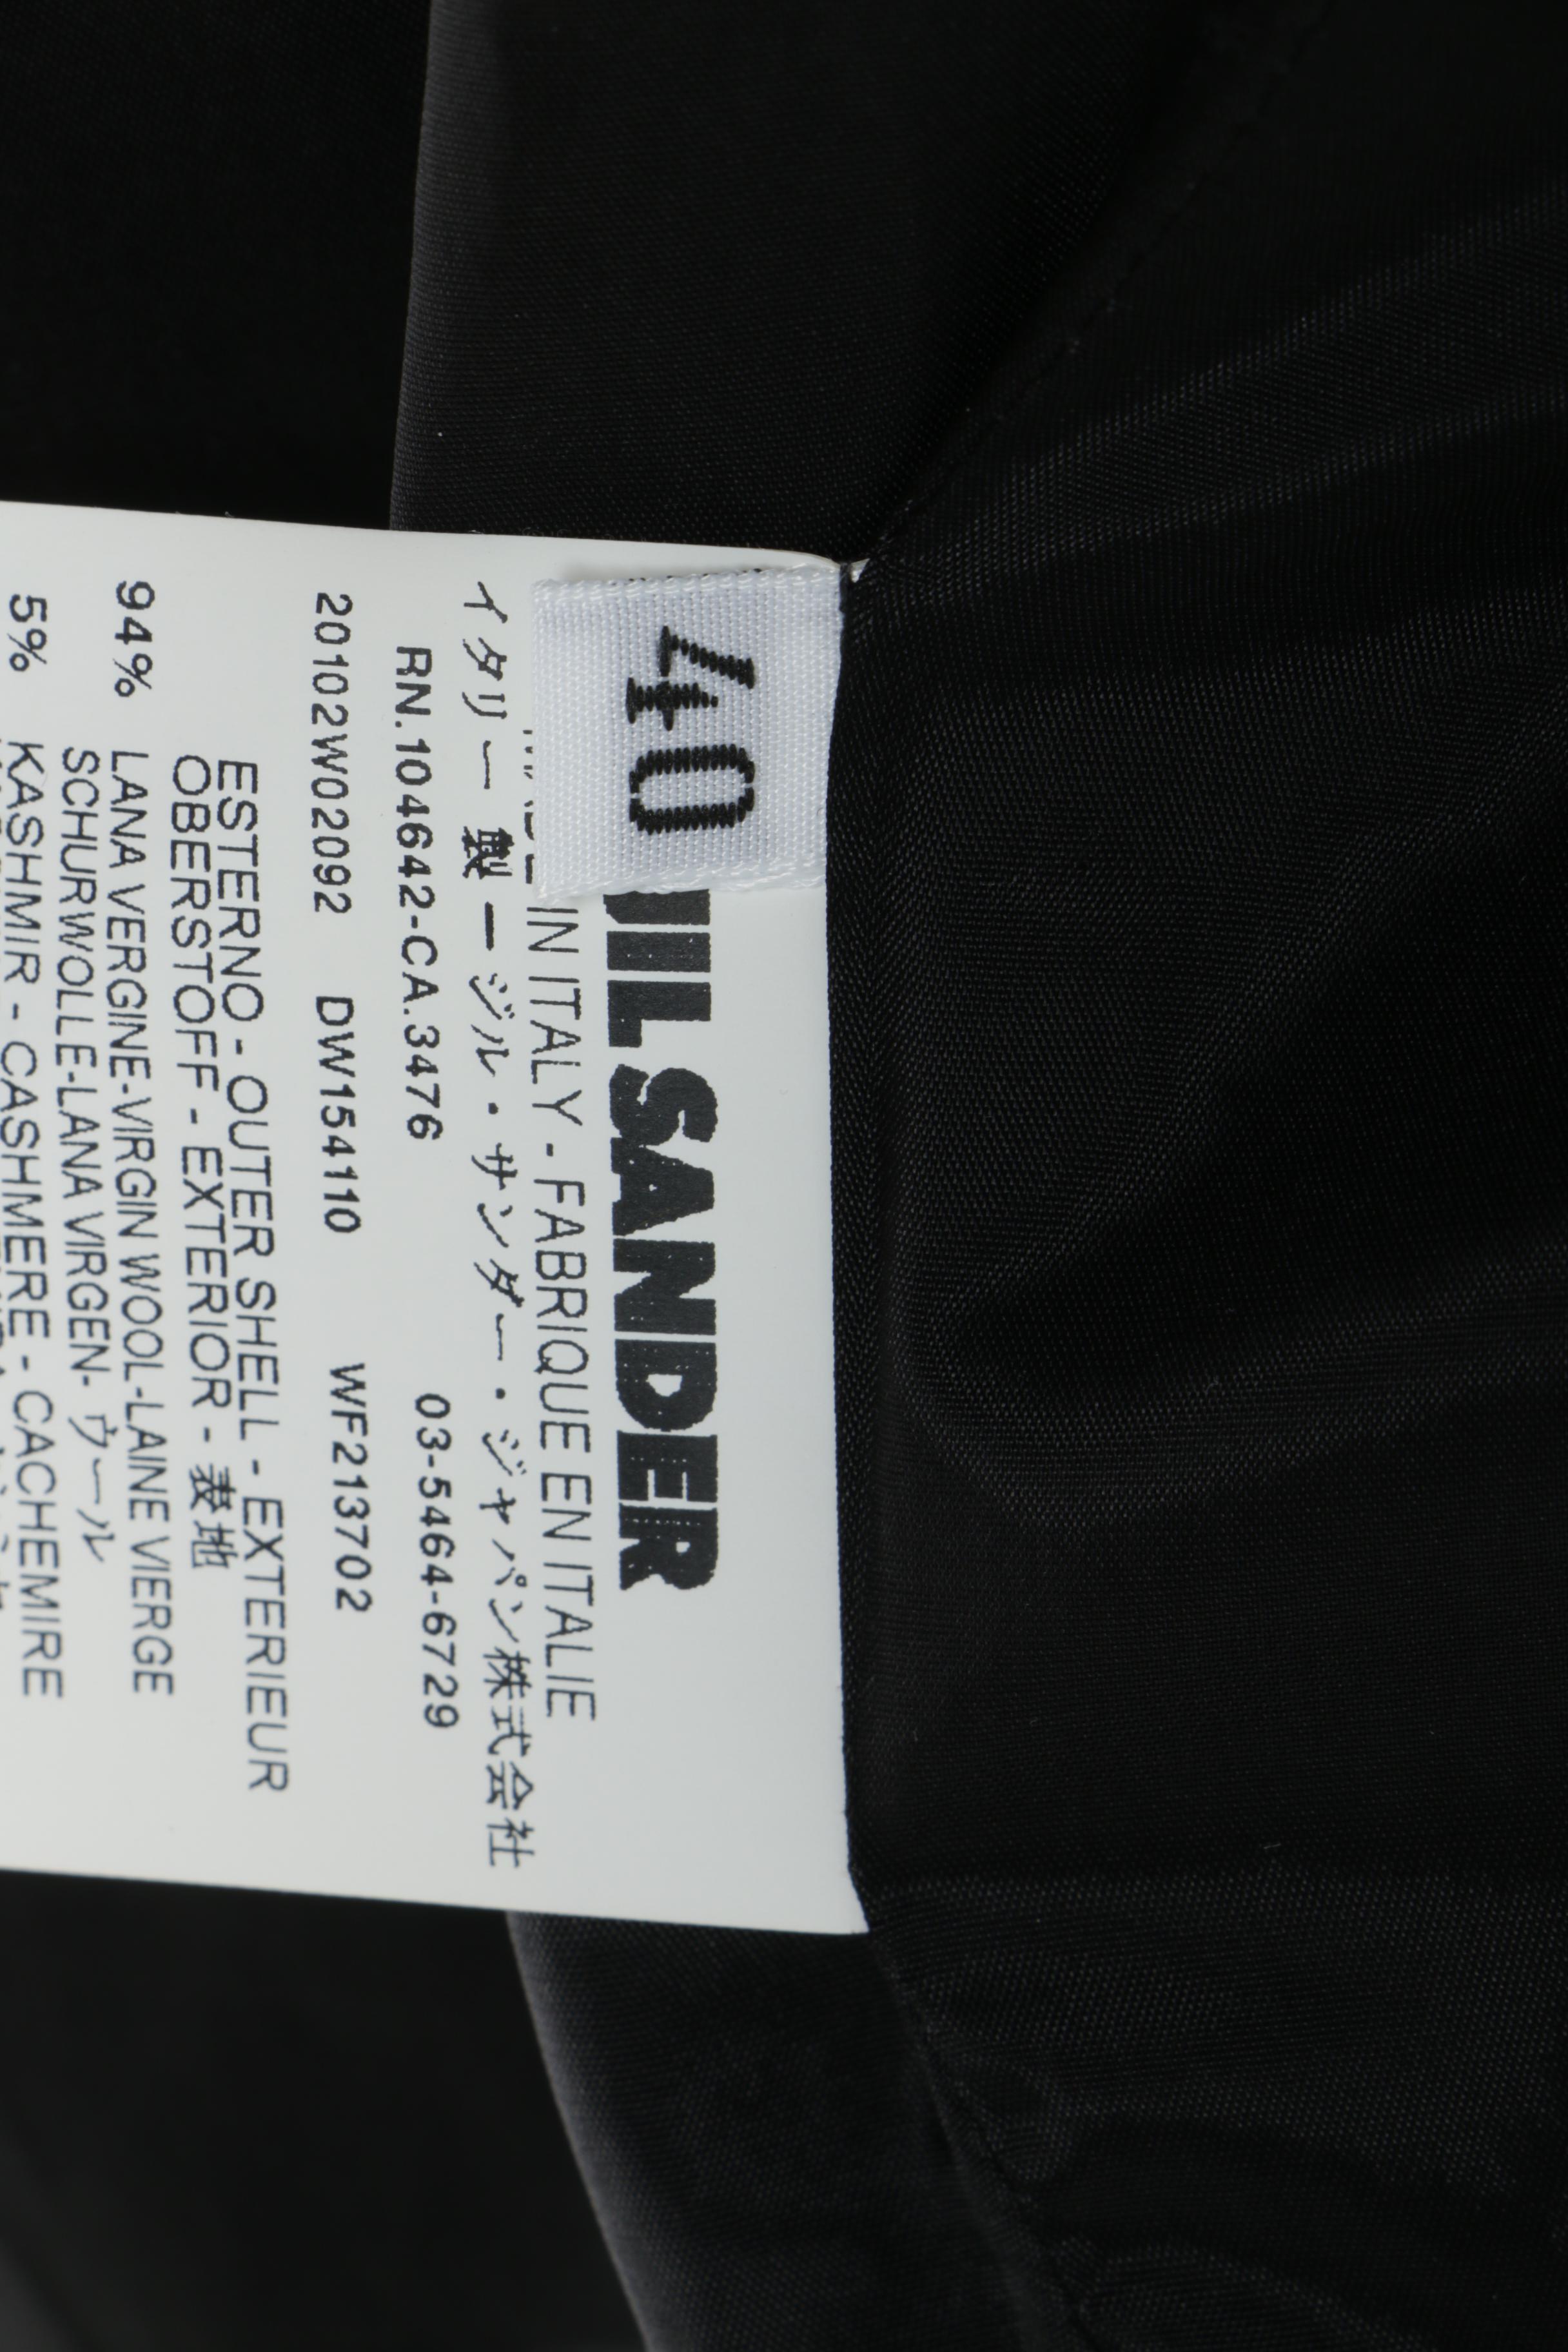 40
JIL SANDER
IN ITALY - FABRIQUE EN ITALIE
イタリー 製 ー ジル・サンダー・ジャパン株式会社
RN.104642-CA.3476 03-5464-6729
20102W02092 DW154110 WF213702
ESTERNO - OUTER SHELL - EXTERIEUR
OBERSTOFF - EXTERIOR - 表地
94% LANA VERGINE-VIRGIN WOOL-LAINE VIERGE
SCHURWOLLE-LANA VIRGEN- ウール
5% KASHMIR - CASHMERE - CACHEMIRE